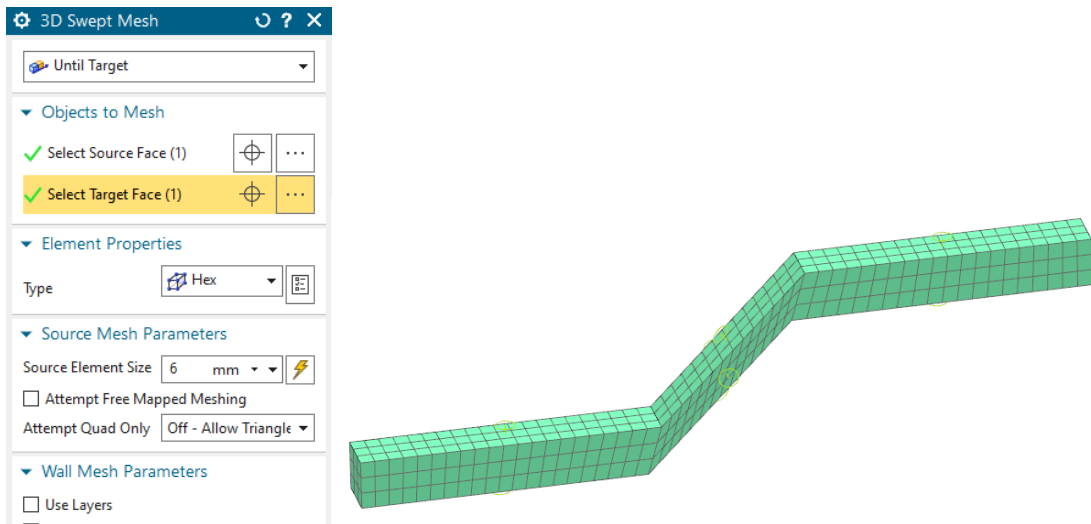 3D Swept Mesh
Until Target
Objects to Mesh
Select Source Face (1)
Select Target Face (1)
Element Properties
Type Hex
Source Mesh Parameters
Source Element Size 6 mm
Attempt Free Mapped Meshing
Attempt Quad Only Off - Allow Triangle
Wall Mesh Parameters
Use Layers